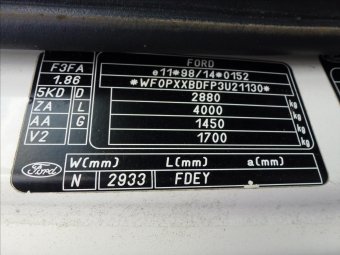 FORD
F3FA
e11*98/14*0152
1.86
*WF0PXXBDFP3U21130*
5KD D
2880 kg
ZA L
4000 kg
AA G
1450 kg
V2
1700 kg
Ford
W(mm) L(mm) a(mm)
N 2933 FDEY